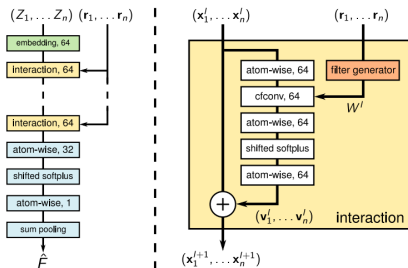 (Z₁, … Zₙ) (r₁, … rₙ)
embedding, 64
interaction, 64
interaction, 64
atom-wise, 32
shifted softplus
atom-wise, 1
sum pooling
Ê
(x₁ˡ, … xₙˡ) (r₁, … rₙ)
atom-wise, 64
filter generator
cfconv, 64
Wˡ
atom-wise, 64
shifted softplus
atom-wise, 64
+
(v₁ˡ, … vₙˡ)
interaction
(x₁ˡ⁺¹, … xₙˡ⁺¹)